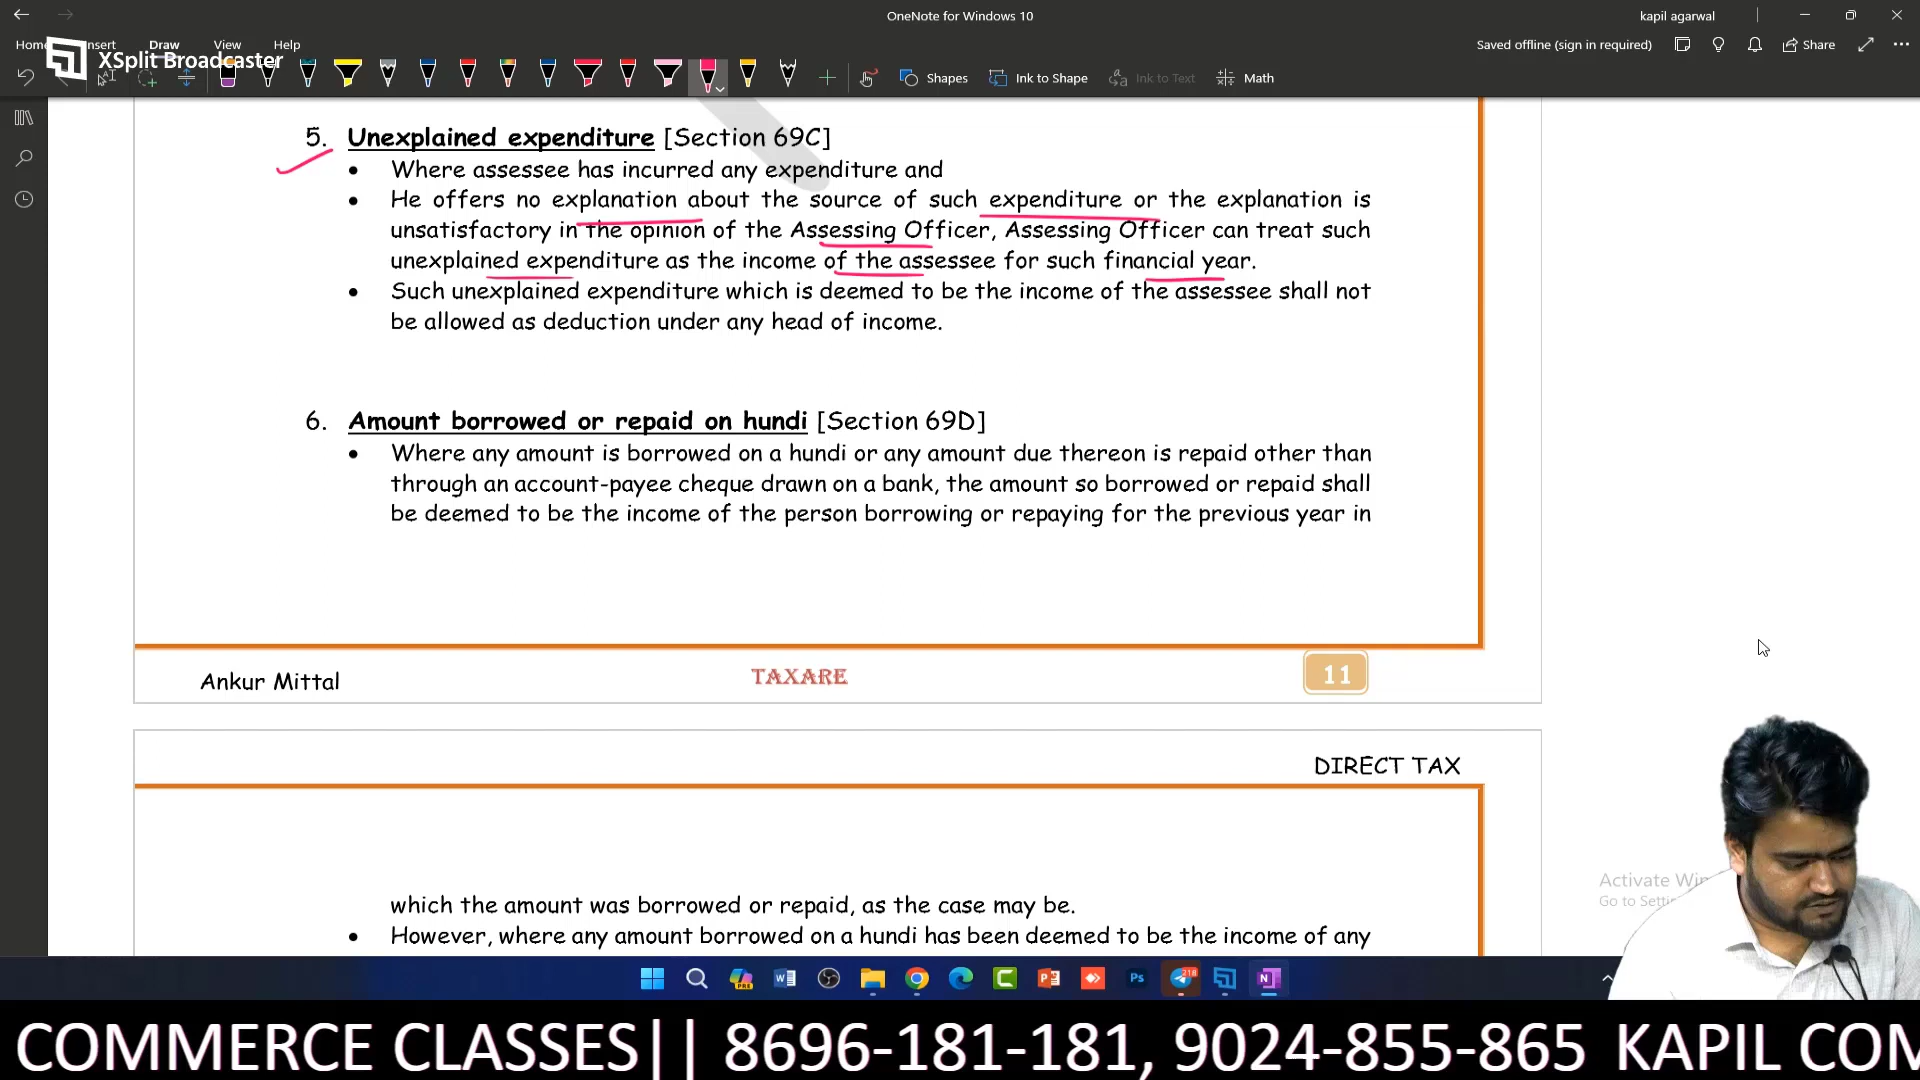 OneNote for Windows 10
kapil agarwal
Home Insert Draw View Help
XSplit Broadcaster
Saved offline (sign in required)
Share
Shapes
Ink to Shape
Ink to Text
Math
5. Unexplained expenditure [Section 69C]
• Where assessee has incurred any expenditure and
• He offers no explanation about the source of such expenditure or the explanation is
unsatisfactory in the opinion of the Assessing Officer, Assessing Officer can treat such
unexplained expenditure as the income of the assessee for such financial year.
• Such unexplained expenditure which is deemed to be the income of the assessee shall not
be allowed as deduction under any head of income.
6. Amount borrowed or repaid on hundi [Section 69D]
• Where any amount is borrowed on a hundi or any amount due thereon is repaid other than
through an account-payee cheque drawn on a bank, the amount so borrowed or repaid shall
be deemed to be the income of the person borrowing or repaying for the previous year in
Ankur Mittal
TAXARE
11
DIRECT TAX
which the amount was borrowed or repaid, as the case may be.
• However, where any amount borrowed on a hundi has been deemed to be the income of any
Activate Win
Go to Settin
218
COMMERCE CLASSES|| 8696-181-181, 9024-855-865 KAPIL COM